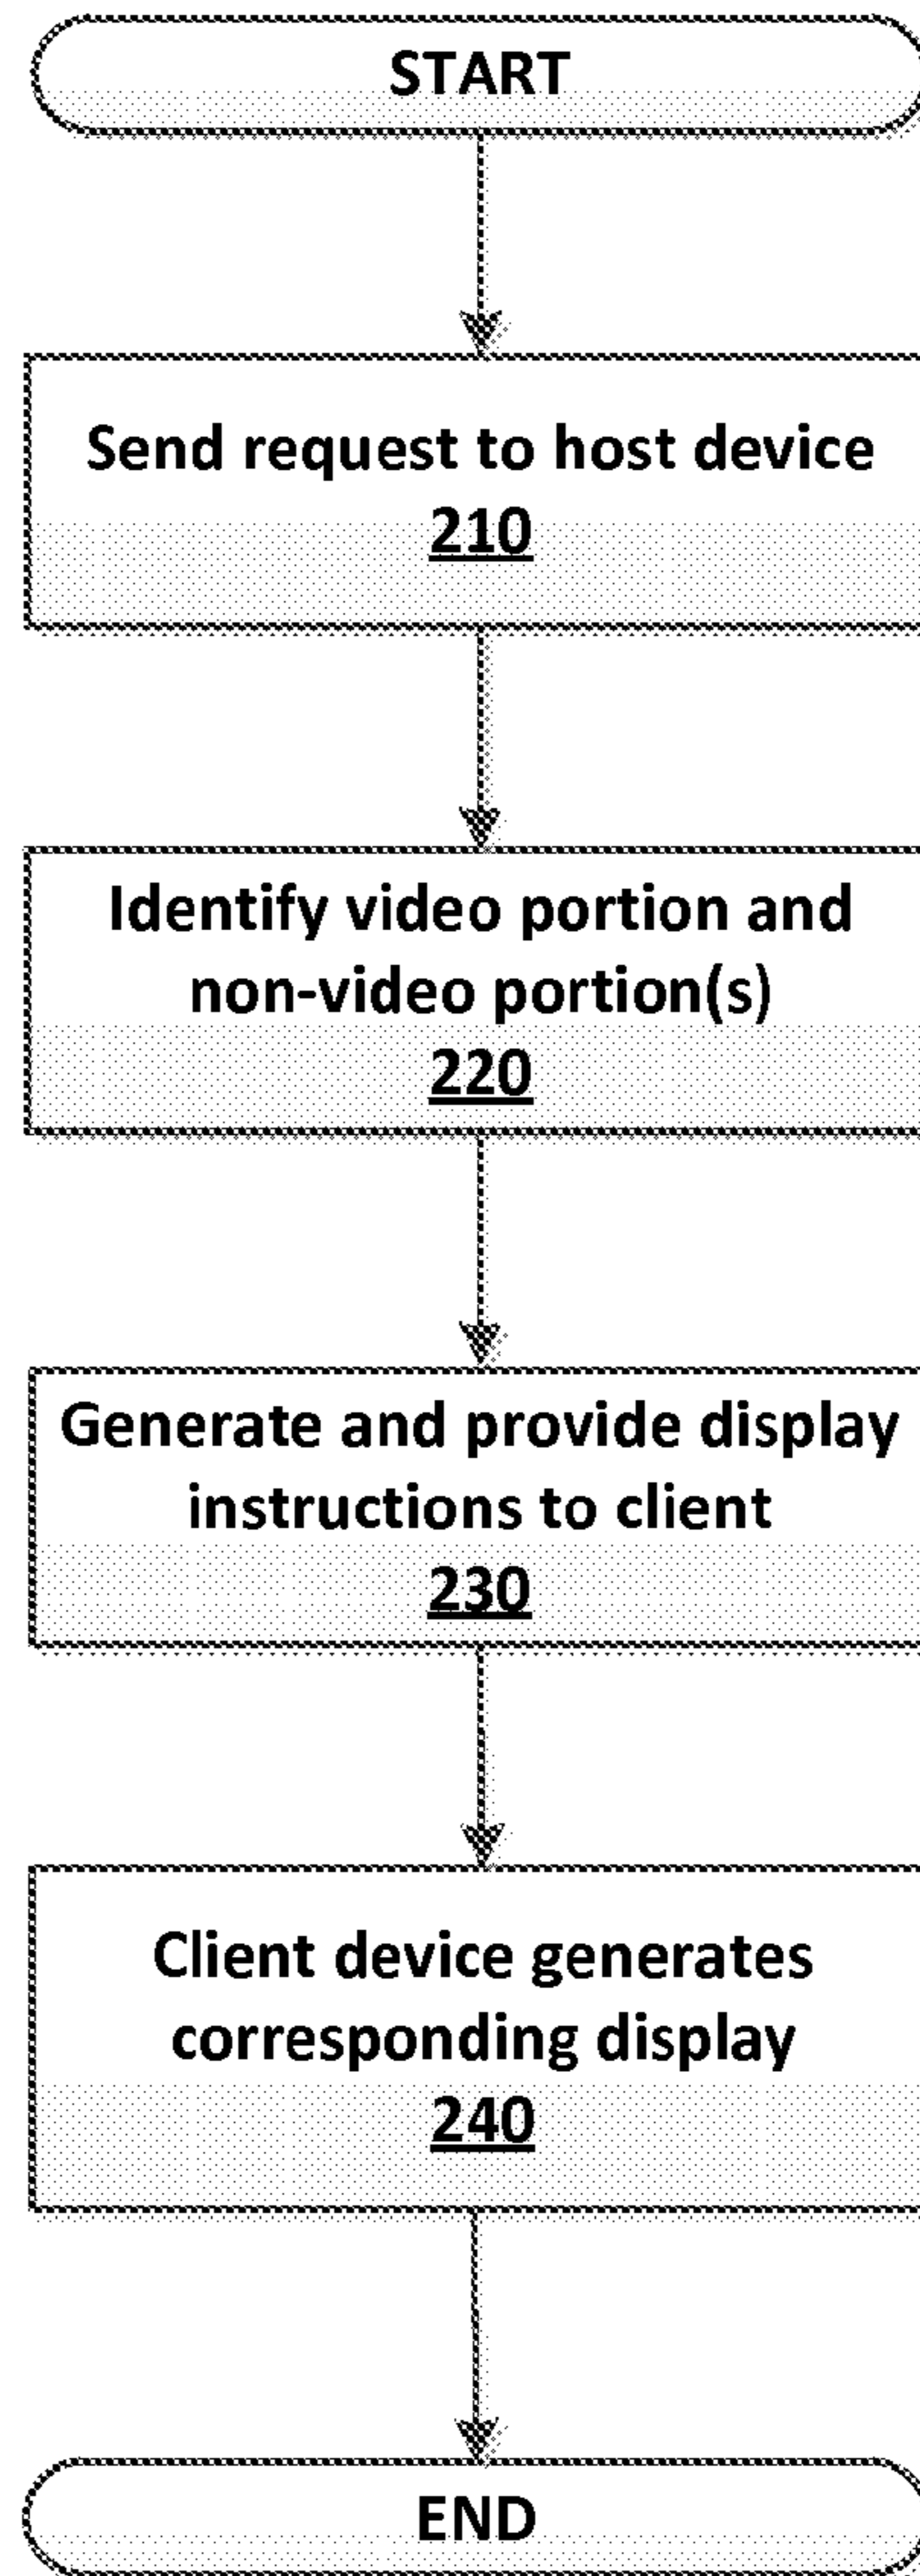 START
Send request to host device
210
Identify video portion and
non-video portion(s)
220
Generate and provide display
instructions to client
230
Client device generates
corresponding display
240
END